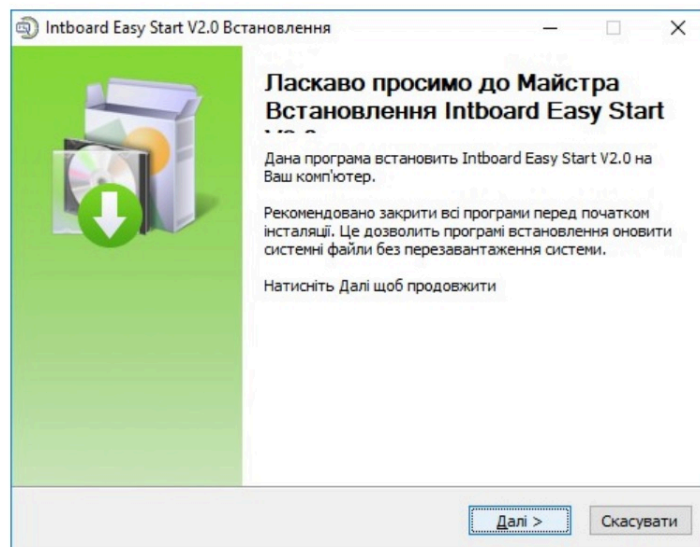 Intboard Easy Start V2.0 Встановлення
Ласкаво просимо до Майстра
Встановлення Intboard Easy Start
Дана програма встановить Intboard Easy Start V2.0 на
Ваш комп'ютер.
Рекомендовано закрити всі програми перед початком
інсталяції. Це дозволить програмі встановлення оновити
системні файли без перезавантаження системи.
Натисніть Далі щоб продовжити
Далі >
Скасувати